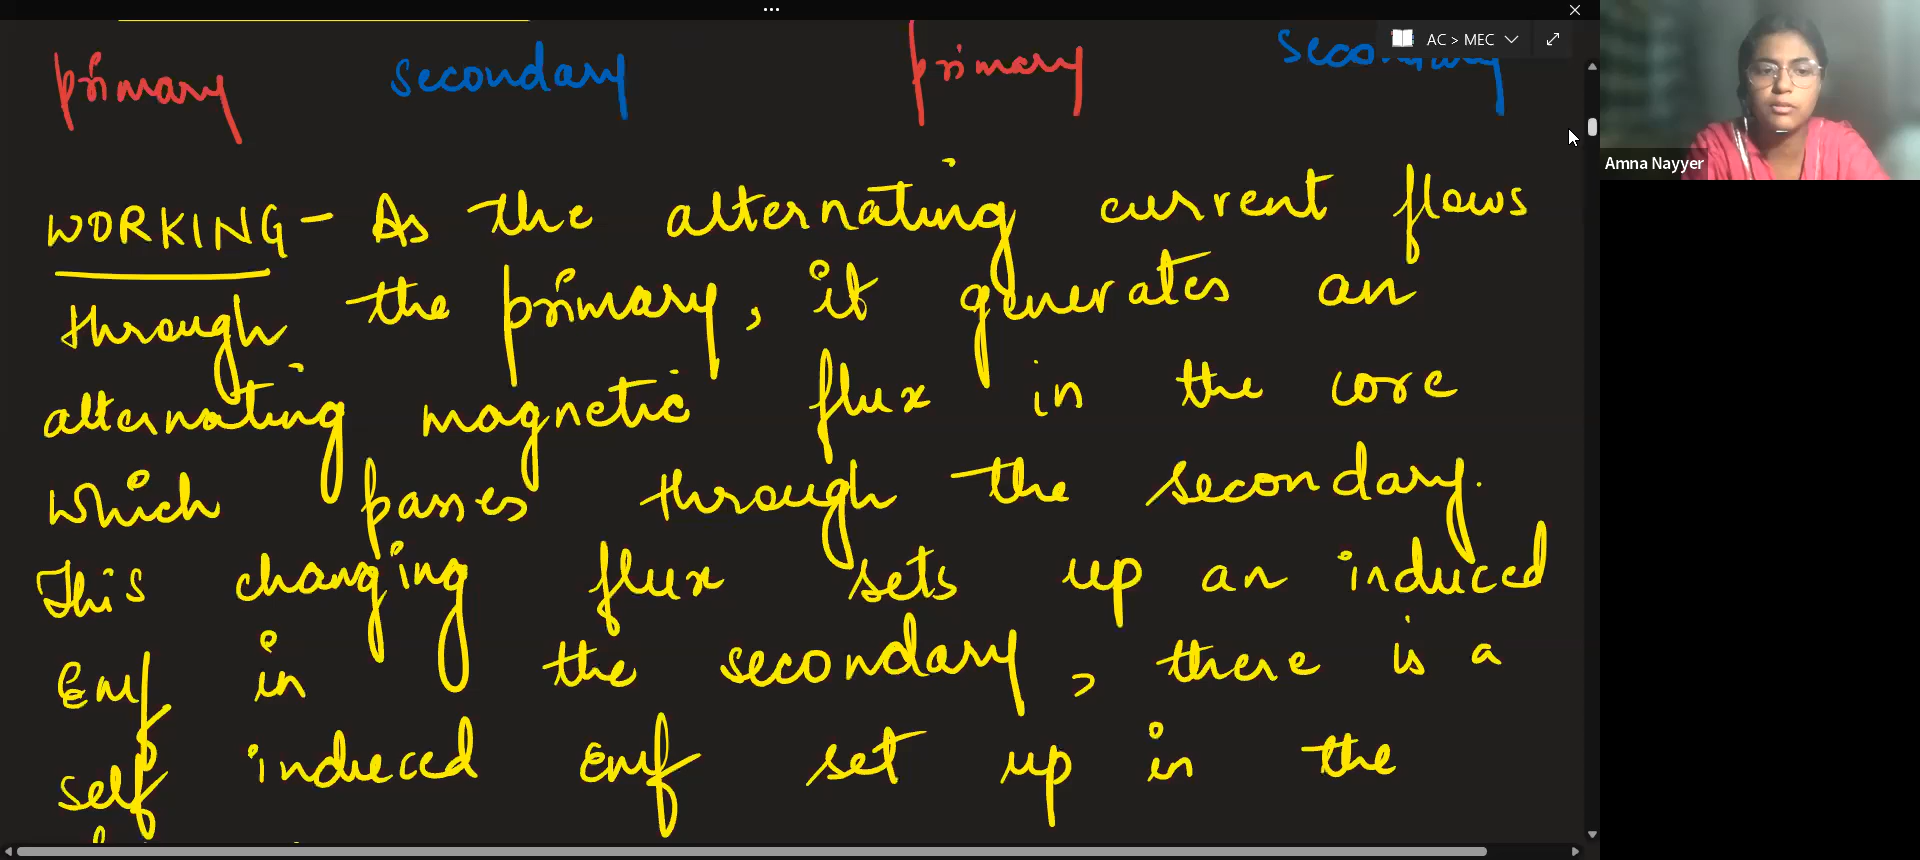 AC > MEC
primary secondary primary secondary
WORKING - As the alternating current flows
through the primary, it generates an
alternating magnetic flux in the core
which passes through the secondary.
This changing flux sets up an induced
Emf in the secondary, there is a
self induced Emf set up in the
Amna Nayyer